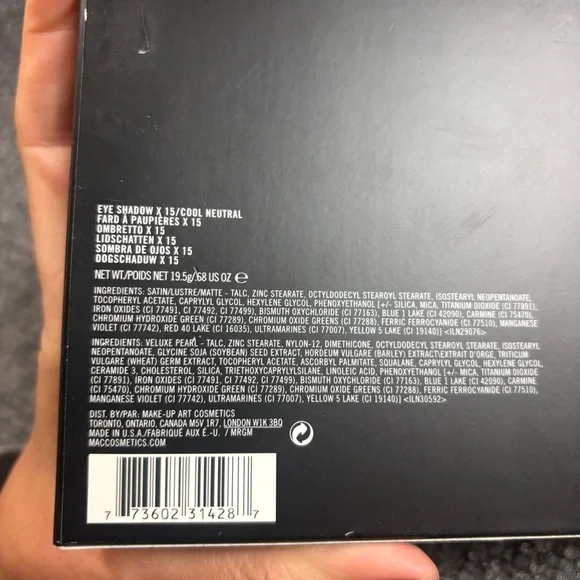 EYE SHADOW X 15/COOL NEUTRAL
FARD À PAUPIÈRES X 15
OMBRETTO X 15
LIDSCHATTEN X 15
SOMBRA DE OJOS X 15
OOGSCHADUW X 15
NET WT./POIDS NET 19.5g/.68 US OZ ℮
INGREDIENTS: SATIN/LUSTRE/MATTE - TALC, ZINC STEARATE, OCTYLDODECYL STEAROYL STEARATE, ISOSTEARYL NEOPENTANOATE,
TOCOPHERYL ACETATE, CAPRYLYL GLYCOL, HEXYLENE GLYCOL, PHENOXYETHANOL [+/- SILICA, MICA, TITANIUM DIOXIDE (CI 77891),
IRON OXIDES (CI 77491, CI 77492, CI 77499), BISMUTH OXYCHLORIDE (CI 77163), BLUE 1 LAKE (CI 42090), CARMINE (CI 75470),
CHROMIUM HYDROXIDE GREEN (CI 77289), CHROMIUM OXIDE GREENS (CI 77288), FERRIC FERROCYANIDE (CI 77510), MANGANESE
VIOLET (CI 77742), RED 40 LAKE (CI 16035), ULTRAMARINES (CI 77007), YELLOW 5 LAKE (CI 19140)] <ILN29076>
INGREDIENTS: VELUXE PEARL - TALC, ZINC STEARATE, NYLON-12, DIMETHICONE, OCTYLDODECYL STEAROYL STEARATE, ISOSTEARYL
NEOPENTANOATE, GLYCINE SOJA (SOYBEAN) SEED EXTRACT, HORDEUM VULGARE (BARLEY) EXTRACT\EXTRAIT D'ORGE, TRITICUM
VULGARE (WHEAT) GERM EXTRACT, TOCOPHERYL ACETATE, ASCORBYL PALMITATE, SQUALANE, CAPRYLYL GLYCOL, HEXYLENE GLYCOL,
CERAMIDE 3, CHOLESTEROL, SILICA, TRIETHOXYCAPRYLYLSILANE, LINOLEIC ACID, PHENOXYETHANOL [+/- MICA, TITANIUM DIOXIDE
(CI 77891), IRON OXIDES (CI 77491, CI 77492, CI 77499), BISMUTH OXYCHLORIDE (CI 77163), BLUE 1 LAKE (CI 42090), CARMINE
(CI 75470), CHROMIUM HYDROXIDE GREEN (CI 77289), CHROMIUM OXIDE GREENS (CI 77288), FERRIC FERROCYANIDE (CI 77510),
MANGANESE VIOLET (CI 77742), ULTRAMARINES (CI 77007), YELLOW 5 LAKE (CI 19140)] <ILN30592>
DIST. BY/PAR: MAKE-UP ART COSMETICS
TORONTO, ONTARIO, CANADA M5V 1R7, LONDON W1K 3BQ
MADE IN U.S.A./FABRIQUÉ AUX É.-U. / MRGM
MACCOSMETICS.COM
7 73602 31428 7